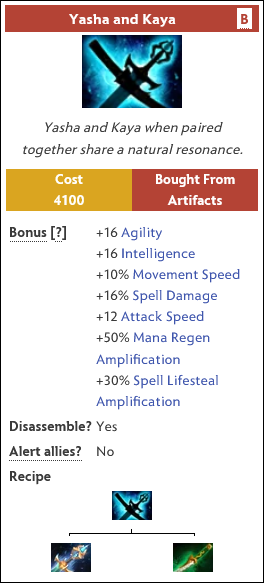 Yasha and Kaya B
Yasha and Kaya when paired
together share a natural resonance.
Cost Bought From
4100 Artifacts
Bonus [?] +16 Agility
+16 Intelligence
+10% Movement Speed
+16% Spell Damage
+12 Attack Speed
+50% Mana Regen
Amplification
+30% Spell Lifesteal
Amplification
Disassemble? Yes
Alert allies? No
Recipe